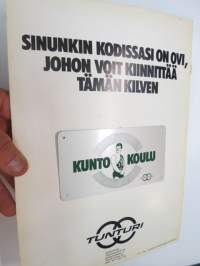 SINUNKIN KODISSASI ON OVI,
JOHON VOIT KIINNITTÄÄ
TÄMÄN KILVEN
KUNTO KOULU
TUNTURI